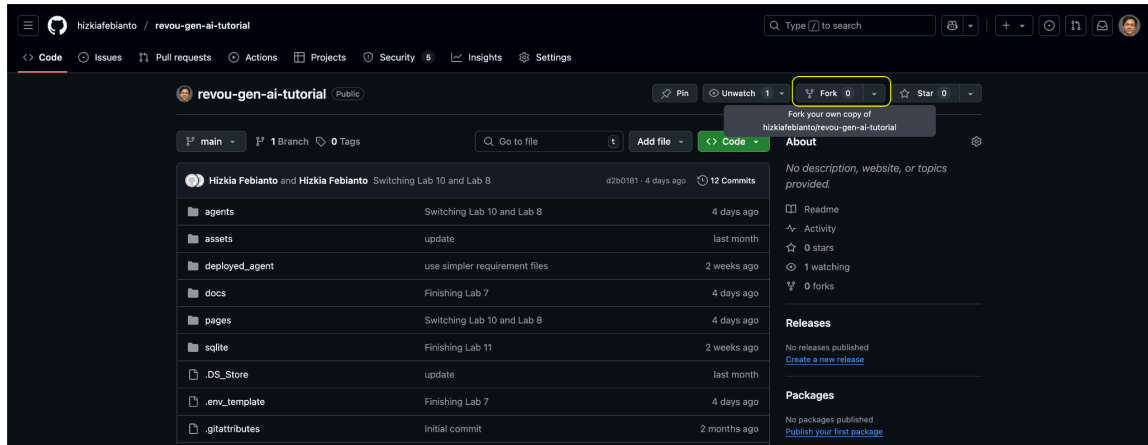 hizkiafebianto / revou-gen-ai-tutorial
Type / to search
Code Issues Pull requests Actions Projects Security 5 Insights Settings
revou-gen-ai-tutorial Public
Pin Unwatch 1 Fork 0 Star 0
Fork your own copy of
hizkiafebianto/revou-gen-ai-tutorial
main 1 Branch 0 Tags Go to file t Add file Code
Hizkia Febianto and Hizkia Febianto Switching Lab 10 and Lab 8 d2b0181 · 4 days ago 12 Commits
agents Switching Lab 10 and Lab 8 4 days ago
assets update last month
deployed_agent use simpler requirement files 2 weeks ago
docs Finishing Lab 7 4 days ago
pages Switching Lab 10 and Lab 8 4 days ago
sqlite Finishing Lab 11 2 weeks ago
.DS_Store update last month
.env_template Finishing Lab 7 4 days ago
.gitattributes Initial commit 2 months ago
About
No description, website, or topics
provided.
Readme
Activity
0 stars
1 watching
0 forks
Releases
No releases published
Create a new release
Packages
No packages published
Publish your first package